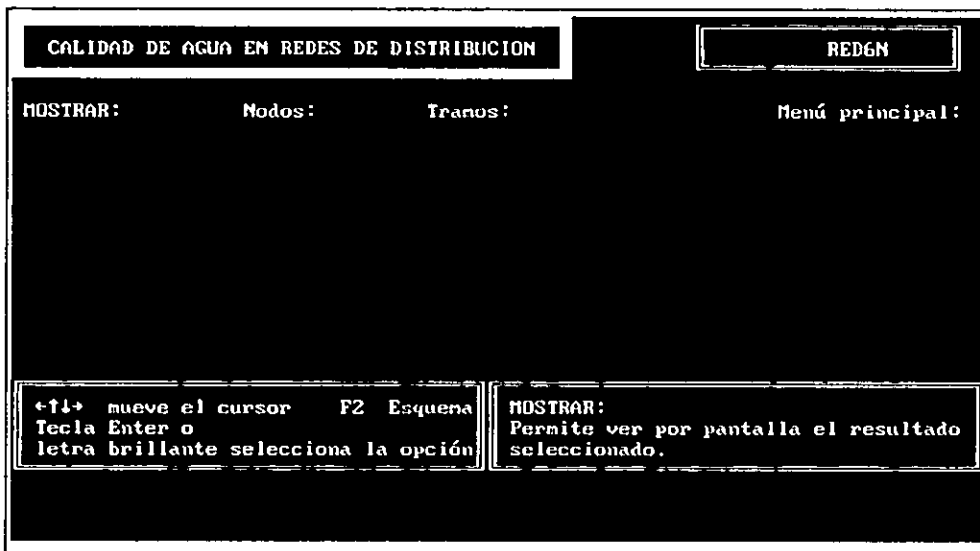 CALIDAD DE AGUA EN REDES DE DISTRIBUCION
RED6N
MOSTRAR: Nodos: Tramos: Menú principal:
←↑↓→ mueve el cursor F2 Esquema
Tecla Enter o
letra brillante selecciona la opción
MOSTRAR:
Permite ver por pantalla el resultado
seleccionado.